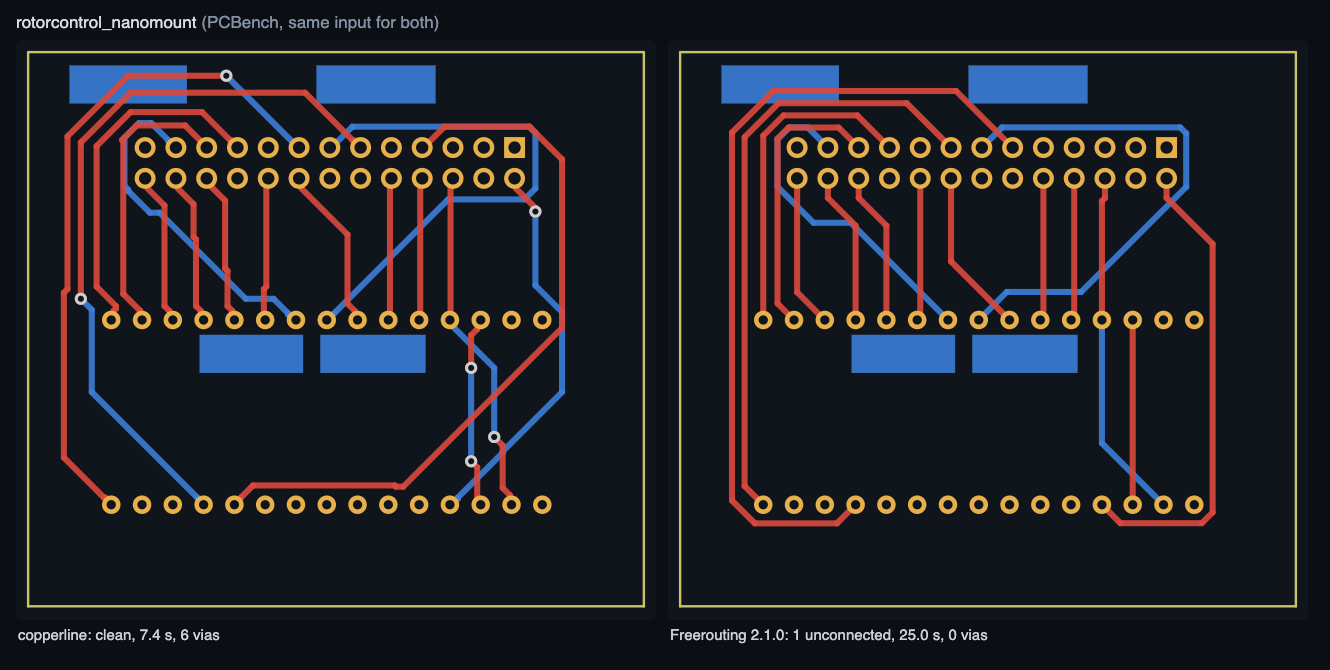 rotorcontrol_nanomount (PCBench, same input for both)
copperline: clean, 7.4 s, 6 vias
Freerouting 2.1.0: 1 unconnected, 25.0 s, 0 vias